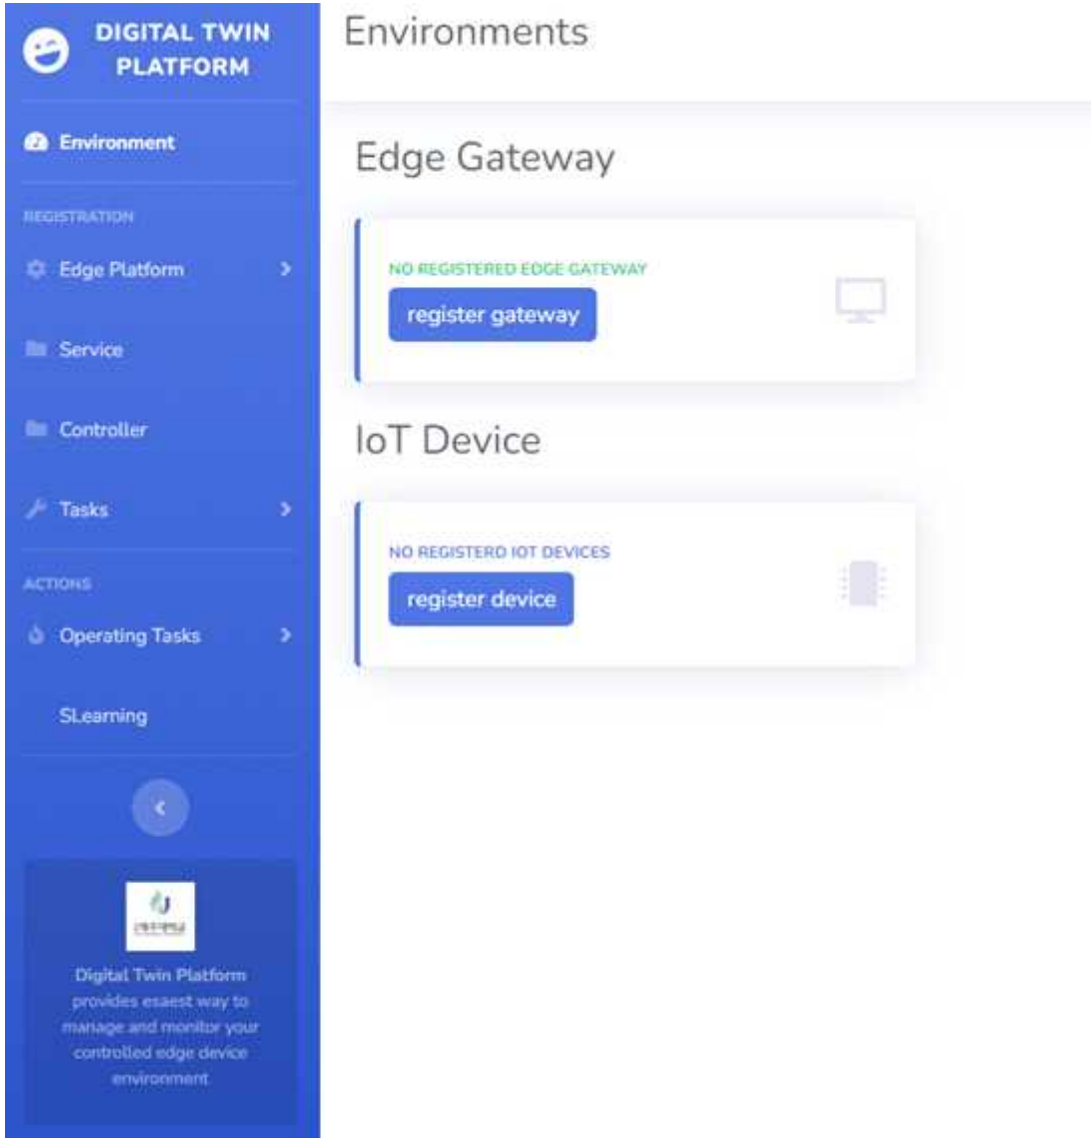 DIGITAL TWIN
PLATFORM
Environment
REGISTRATION
Edge Platform
Service
Controller
Tasks
ACTIONS
Operating Tasks
SLearning
Digital Twin Platform
provides esaest way to
manage and monitor your
controlled edge device
environment
Environments
Edge Gateway
NO REGISTERED EDGE GATEWAY
register gateway
IoT Device
NO REGISTERD IOT DEVICES
register device